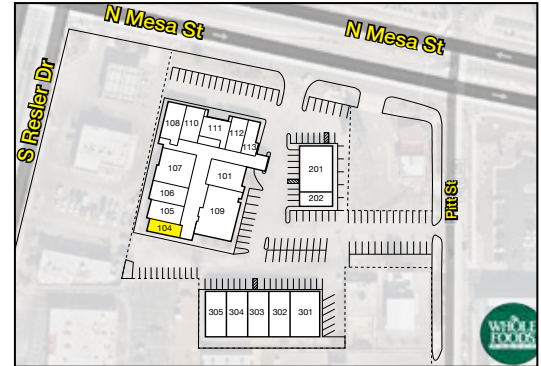 N Mesa St
N Mesa St
S Resler Dr
108
110
111
112
113
107
101
201
106
202
105
109
104
Pitt St
305
304
303
302
301
WHOLE
FOODS
MARKET